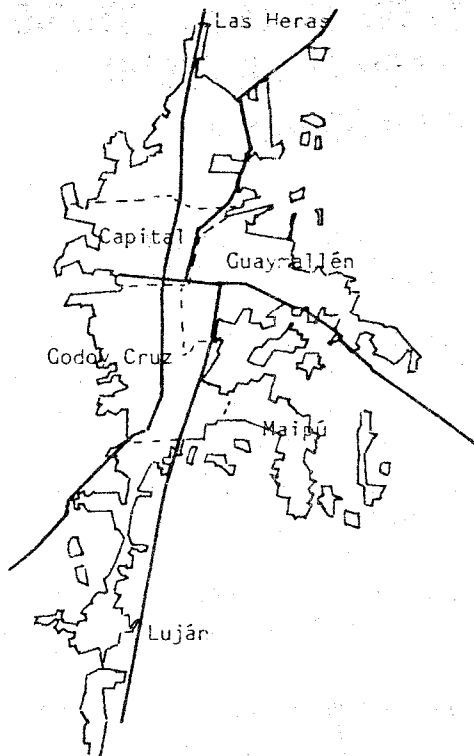 Las Heras
Capital
Guaymallén
Godoy Cruz
Maipú
Luján